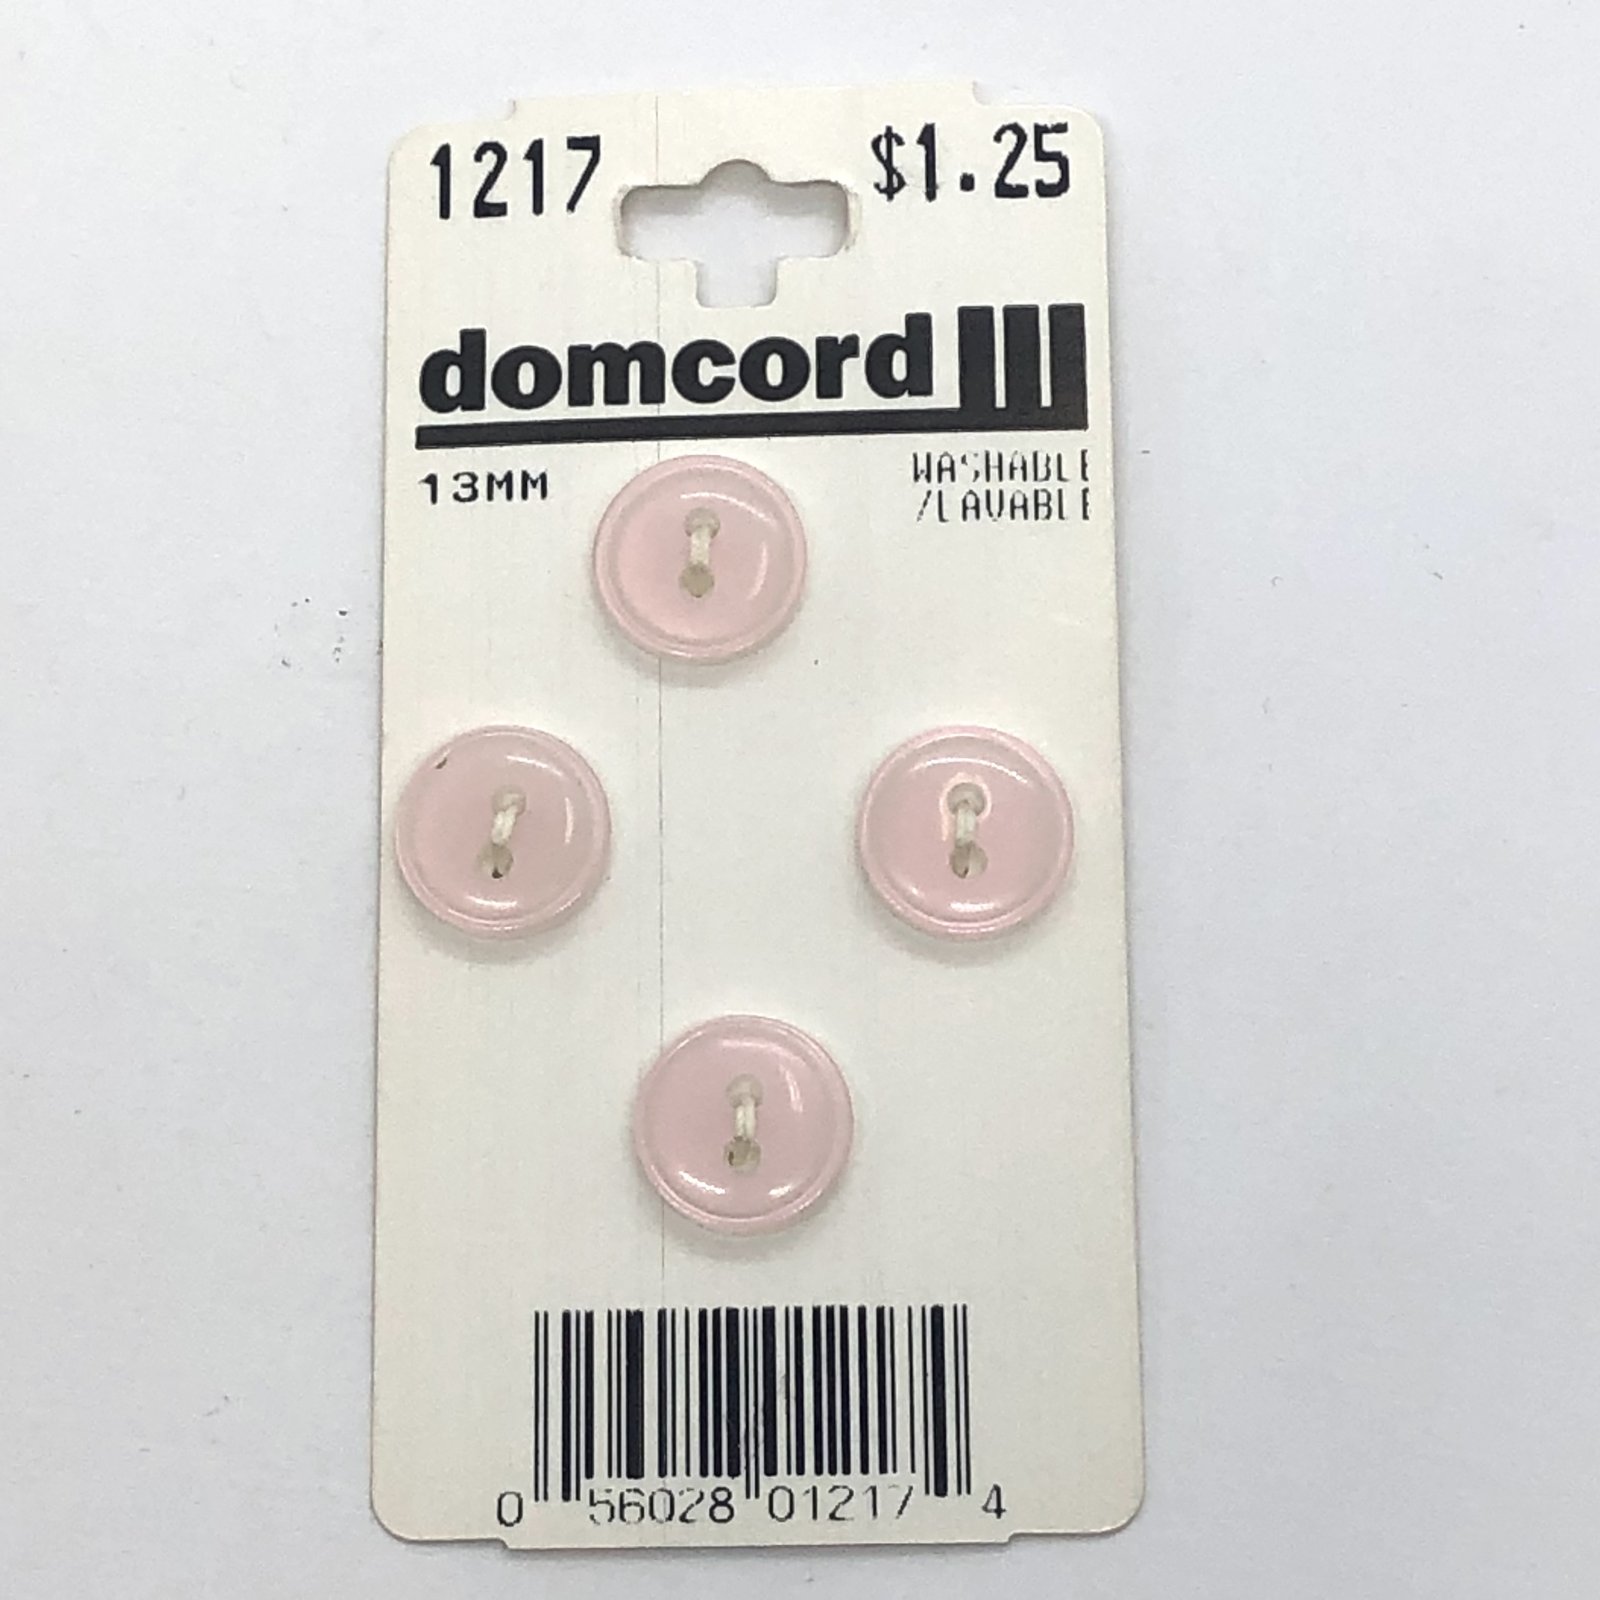 1217 $1.25
domcord
13MM WASHABLE
/LAVABLE
0 56028 01217 4